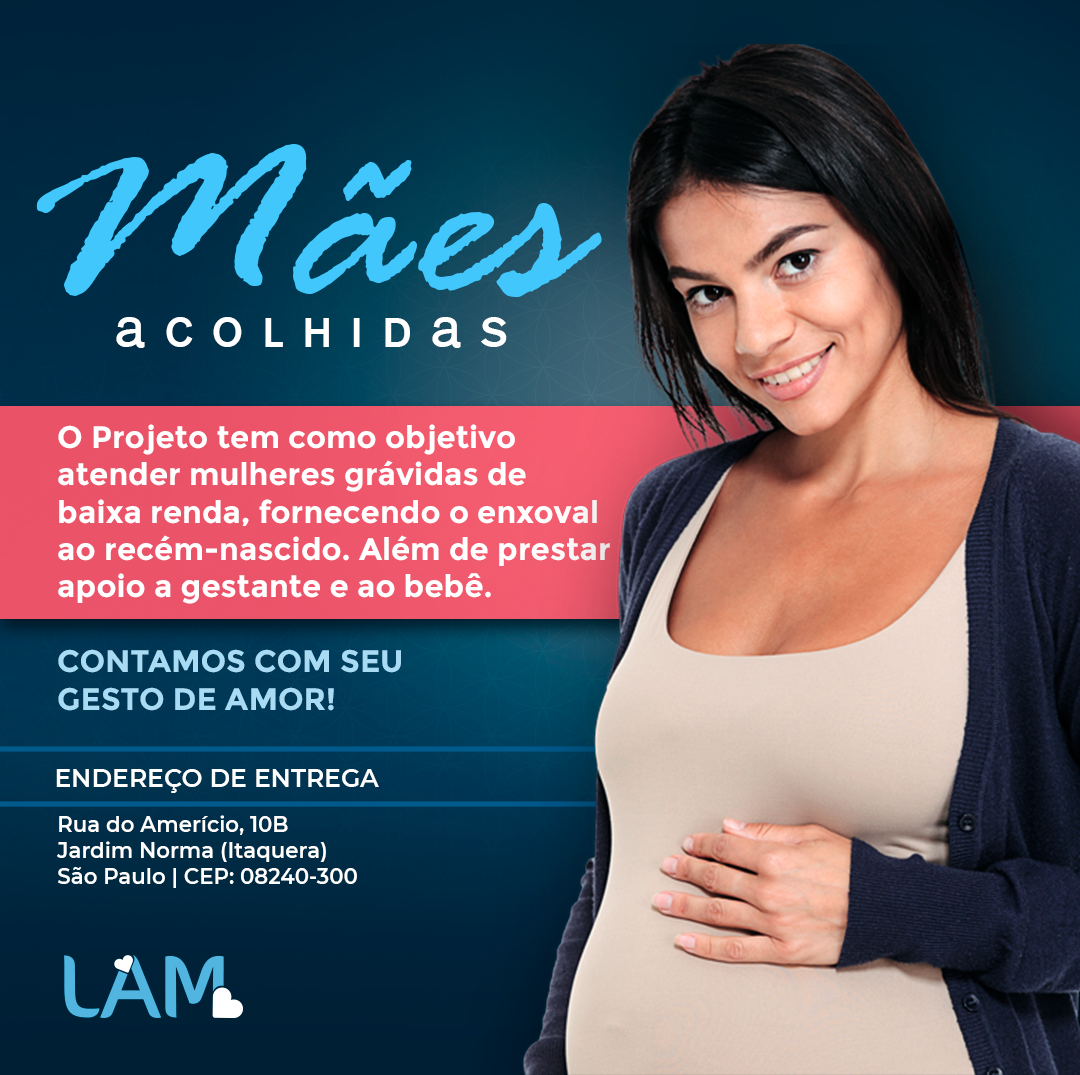 Mães
aCOLHIDaS
O Projeto tem como objetivo
atender mulheres grávidas de
baixa renda, fornecendo o enxoval
ao recém-nascido. Além de prestar
apoio a gestante e ao bebê.
CONTAMOS COM SEU
GESTO DE AMOR!
ENDEREÇO DE ENTREGA
Rua do Americio, 10B
Jardim Norma (Itaquera)
São Paulo | CEP: 08240-300
LAM